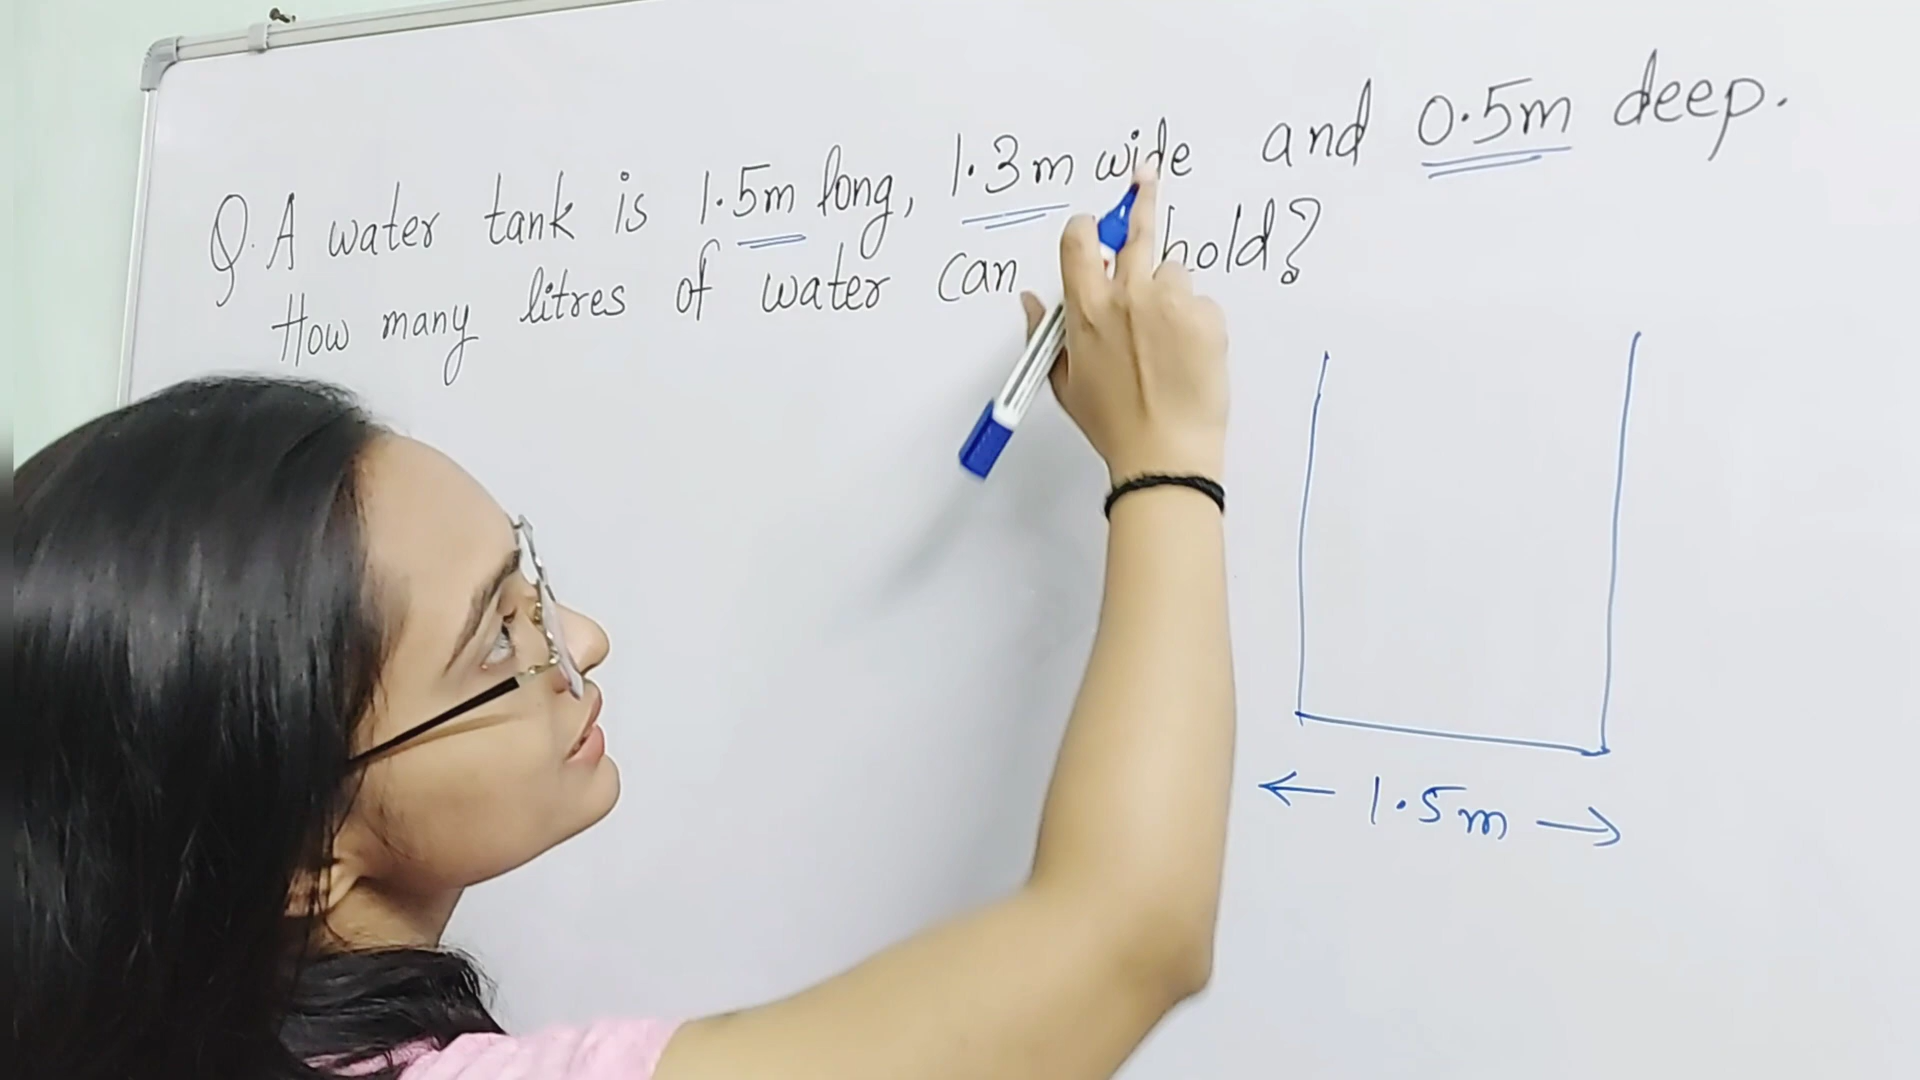 Q. A water tank is 1.5m long, 1.3m wide and 0.5m deep.
How many litres of water can hold?
← 1.5m →